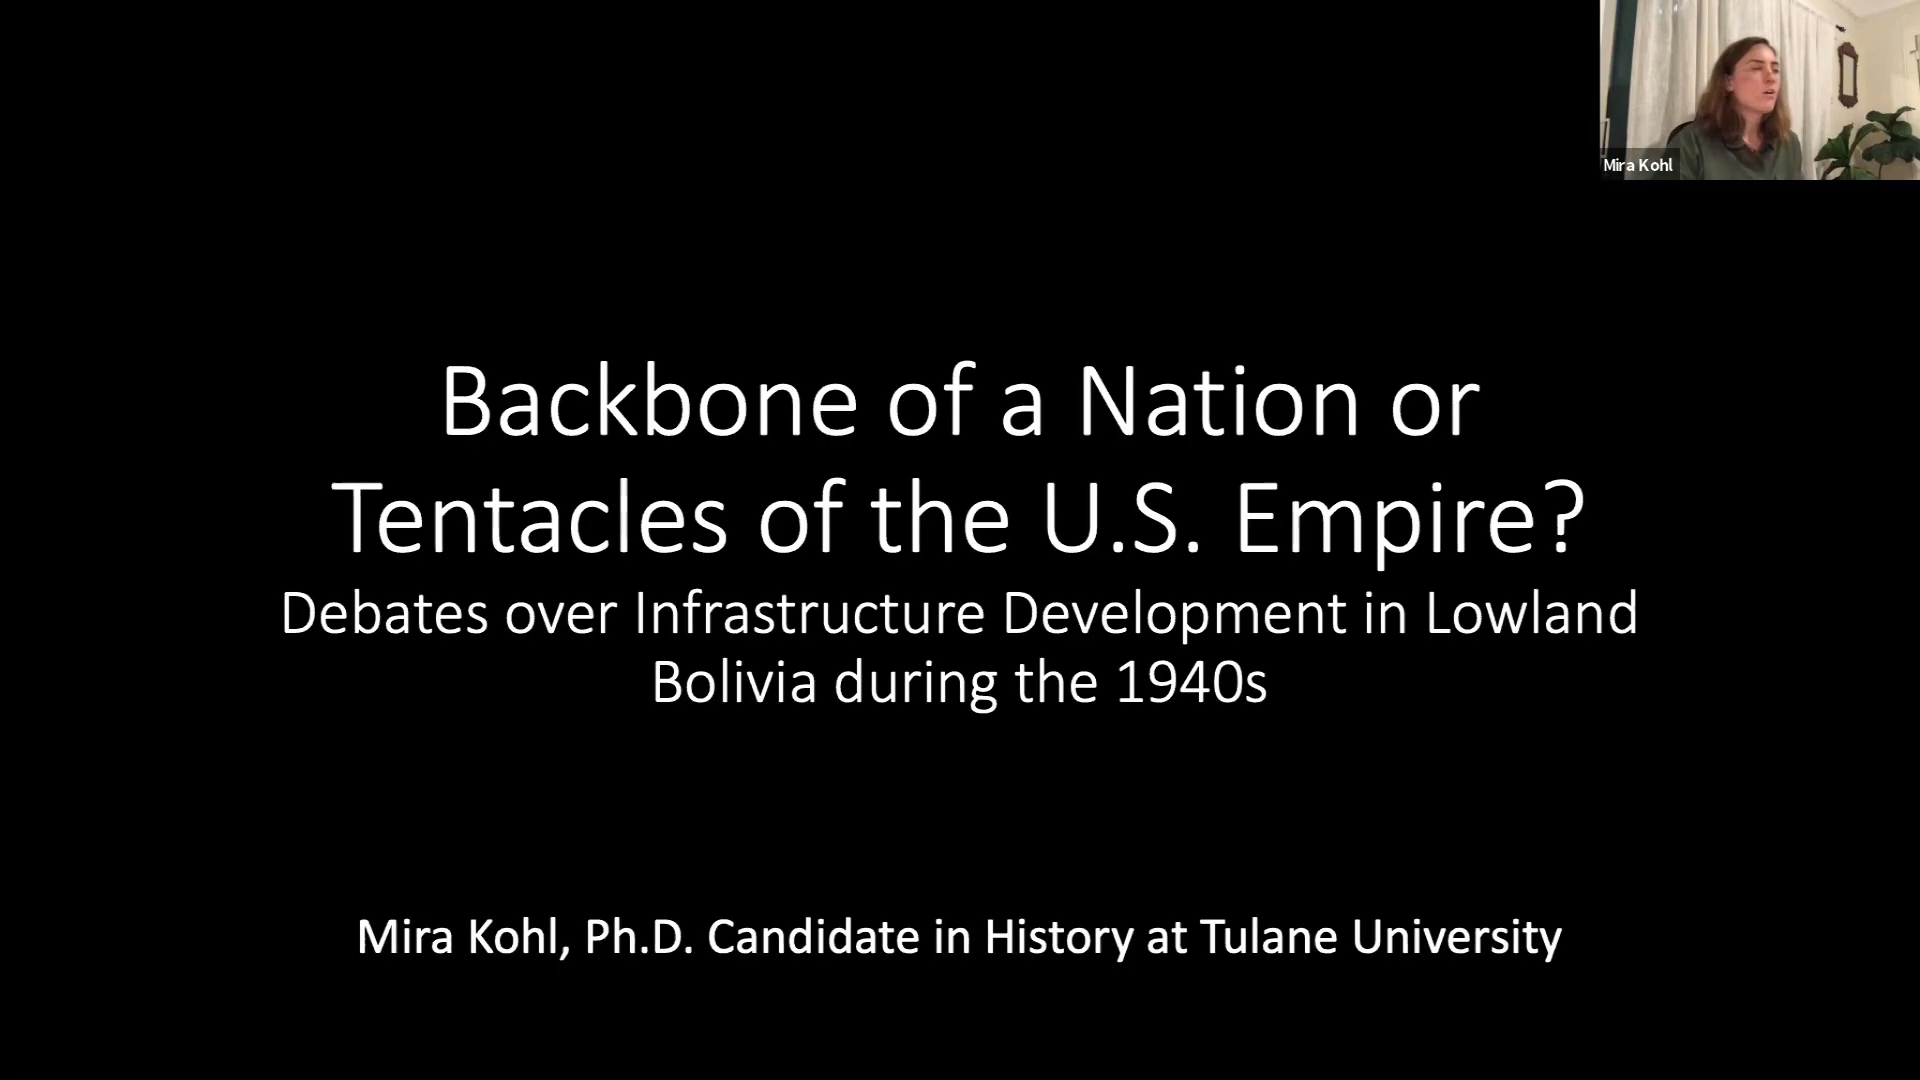 Mira Kohl
Backbone of a Nation or
Tentacles of the U.S. Empire?
Debates over Infrastructure Development in Lowland
Bolivia during the 1940s
Mira Kohl, Ph.D. Candidate in History at Tulane University